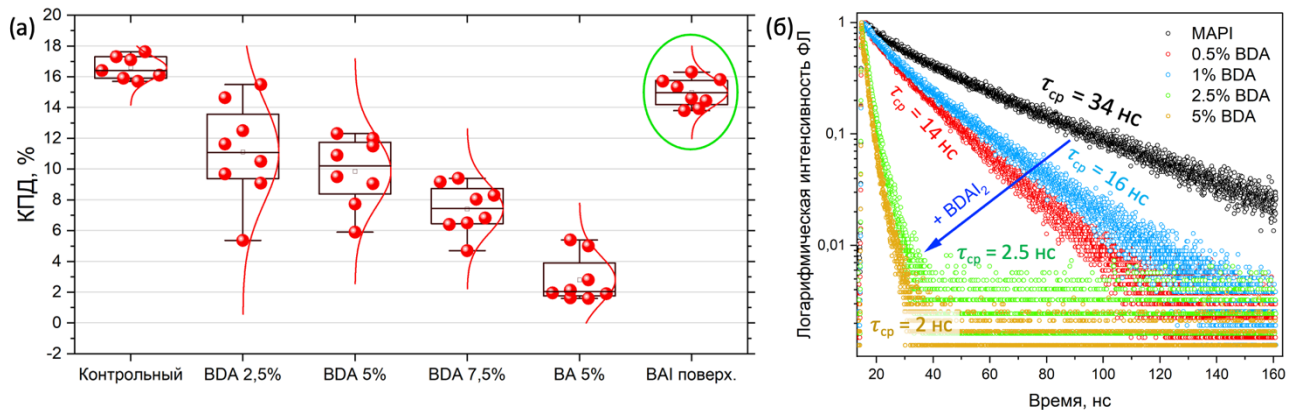 (а)
КПД, %
20
18
16
14
12
10
8
6
4
2
0
-2
Контрольный
BDA 2,5%
BDA 5%
BDA 7,5%
BA 5%
BAI поверх.
(б)
Логарифмическая интенсивность ФЛ
1
0,1
0,01
MAPI
0.5% BDA
1% BDA
2.5% BDA
5% BDA
τср = 34 нс
τср = 14 нс
τср = 16 нс
+ BDAI₂
τср = 2.5 нс
τср = 2 нс
20
40
60
80
100
120
140
160
Время, нс